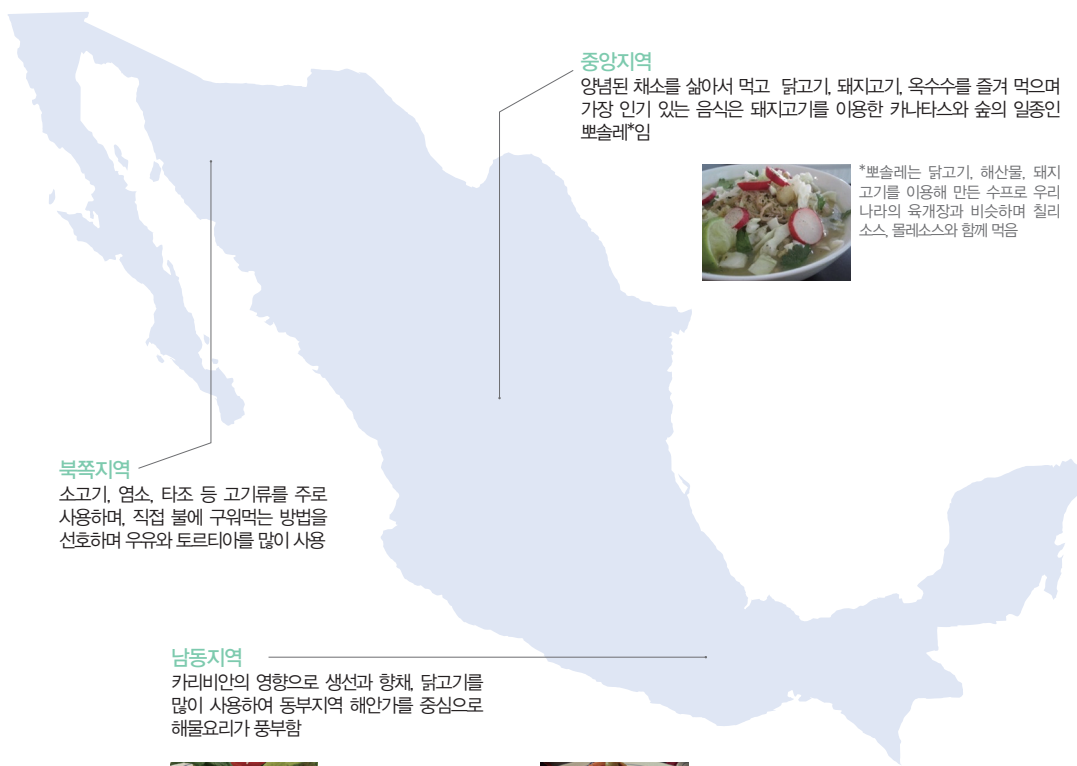 중앙지역
양념된 채소를 삶아서 먹고 닭고기, 돼지고기, 옥수수를 즐겨 먹으며
가장 인기 있는 음식은 돼지고기를 이용한 카나타스와 숲의 일종인
뽀솔레*임
*뽀솔레는 닭고기, 해산물, 돼지
고기를 이용해 만든 수프로 우리
나라의 육개장과 비슷하며 칠리
소스, 몰레소스와 함께 먹음
북쪽지역
소고기, 염소, 타조 등 고기류를 주로
사용하며, 직접 불에 구워먹는 방법을
선호하며 우유와 토르티아를 많이 사용
남동지역
카리비안의 영향으로 생선과 향채, 닭고기를
많이 사용하여 동부지역 해안가를 중심으로
해물요리가 풍부함